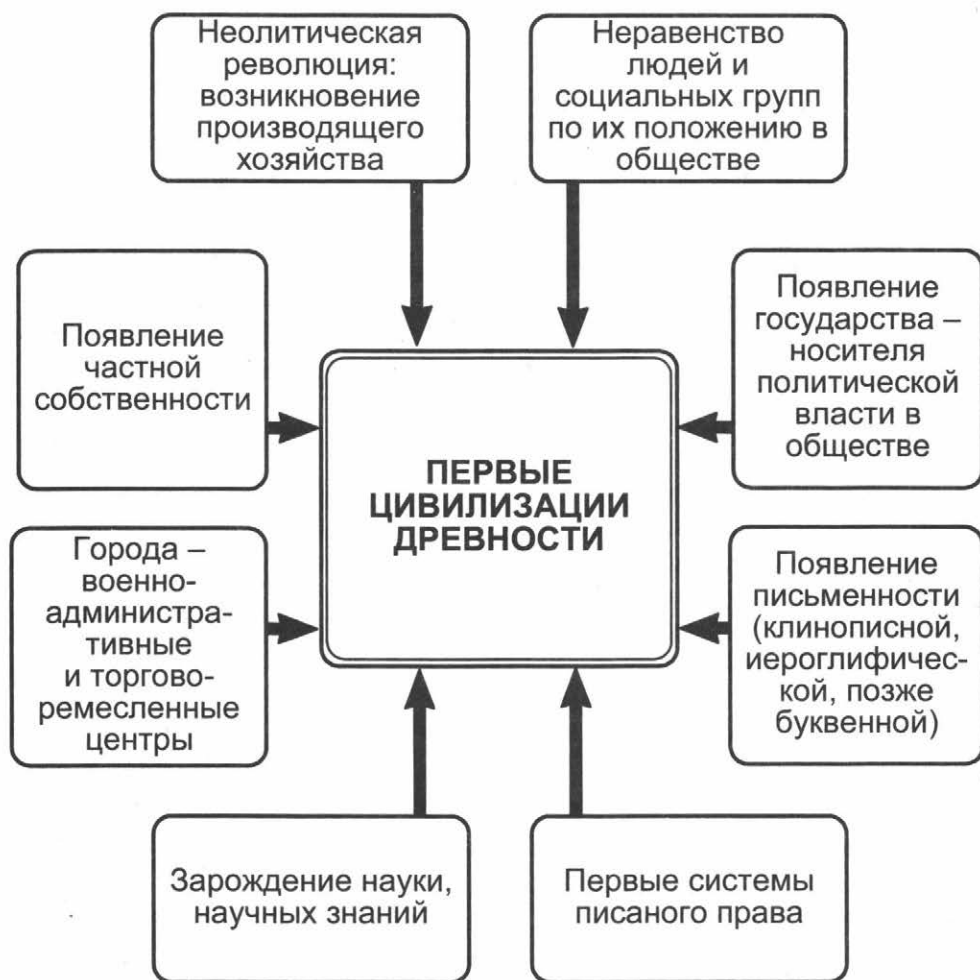 Неолитическая
революция:
возникновение
производящего
хозяйства
Неравенство
людей и
социальных групп
по их положению в
обществе
Появление
частной
собственности
Появление
государства –
носителя
политической
власти в
обществе
ПЕРВЫЕ
ЦИВИЛИЗАЦИИ
ДРЕВНОСТИ
Города –
военно-
администра-
тивные
и торгово-
ремесленные
центры
Появление
письменности
(клинописной,
иероглифичес-
кой, позже
буквенной)
Зарождение науки,
научных знаний
Первые системы
писаного права